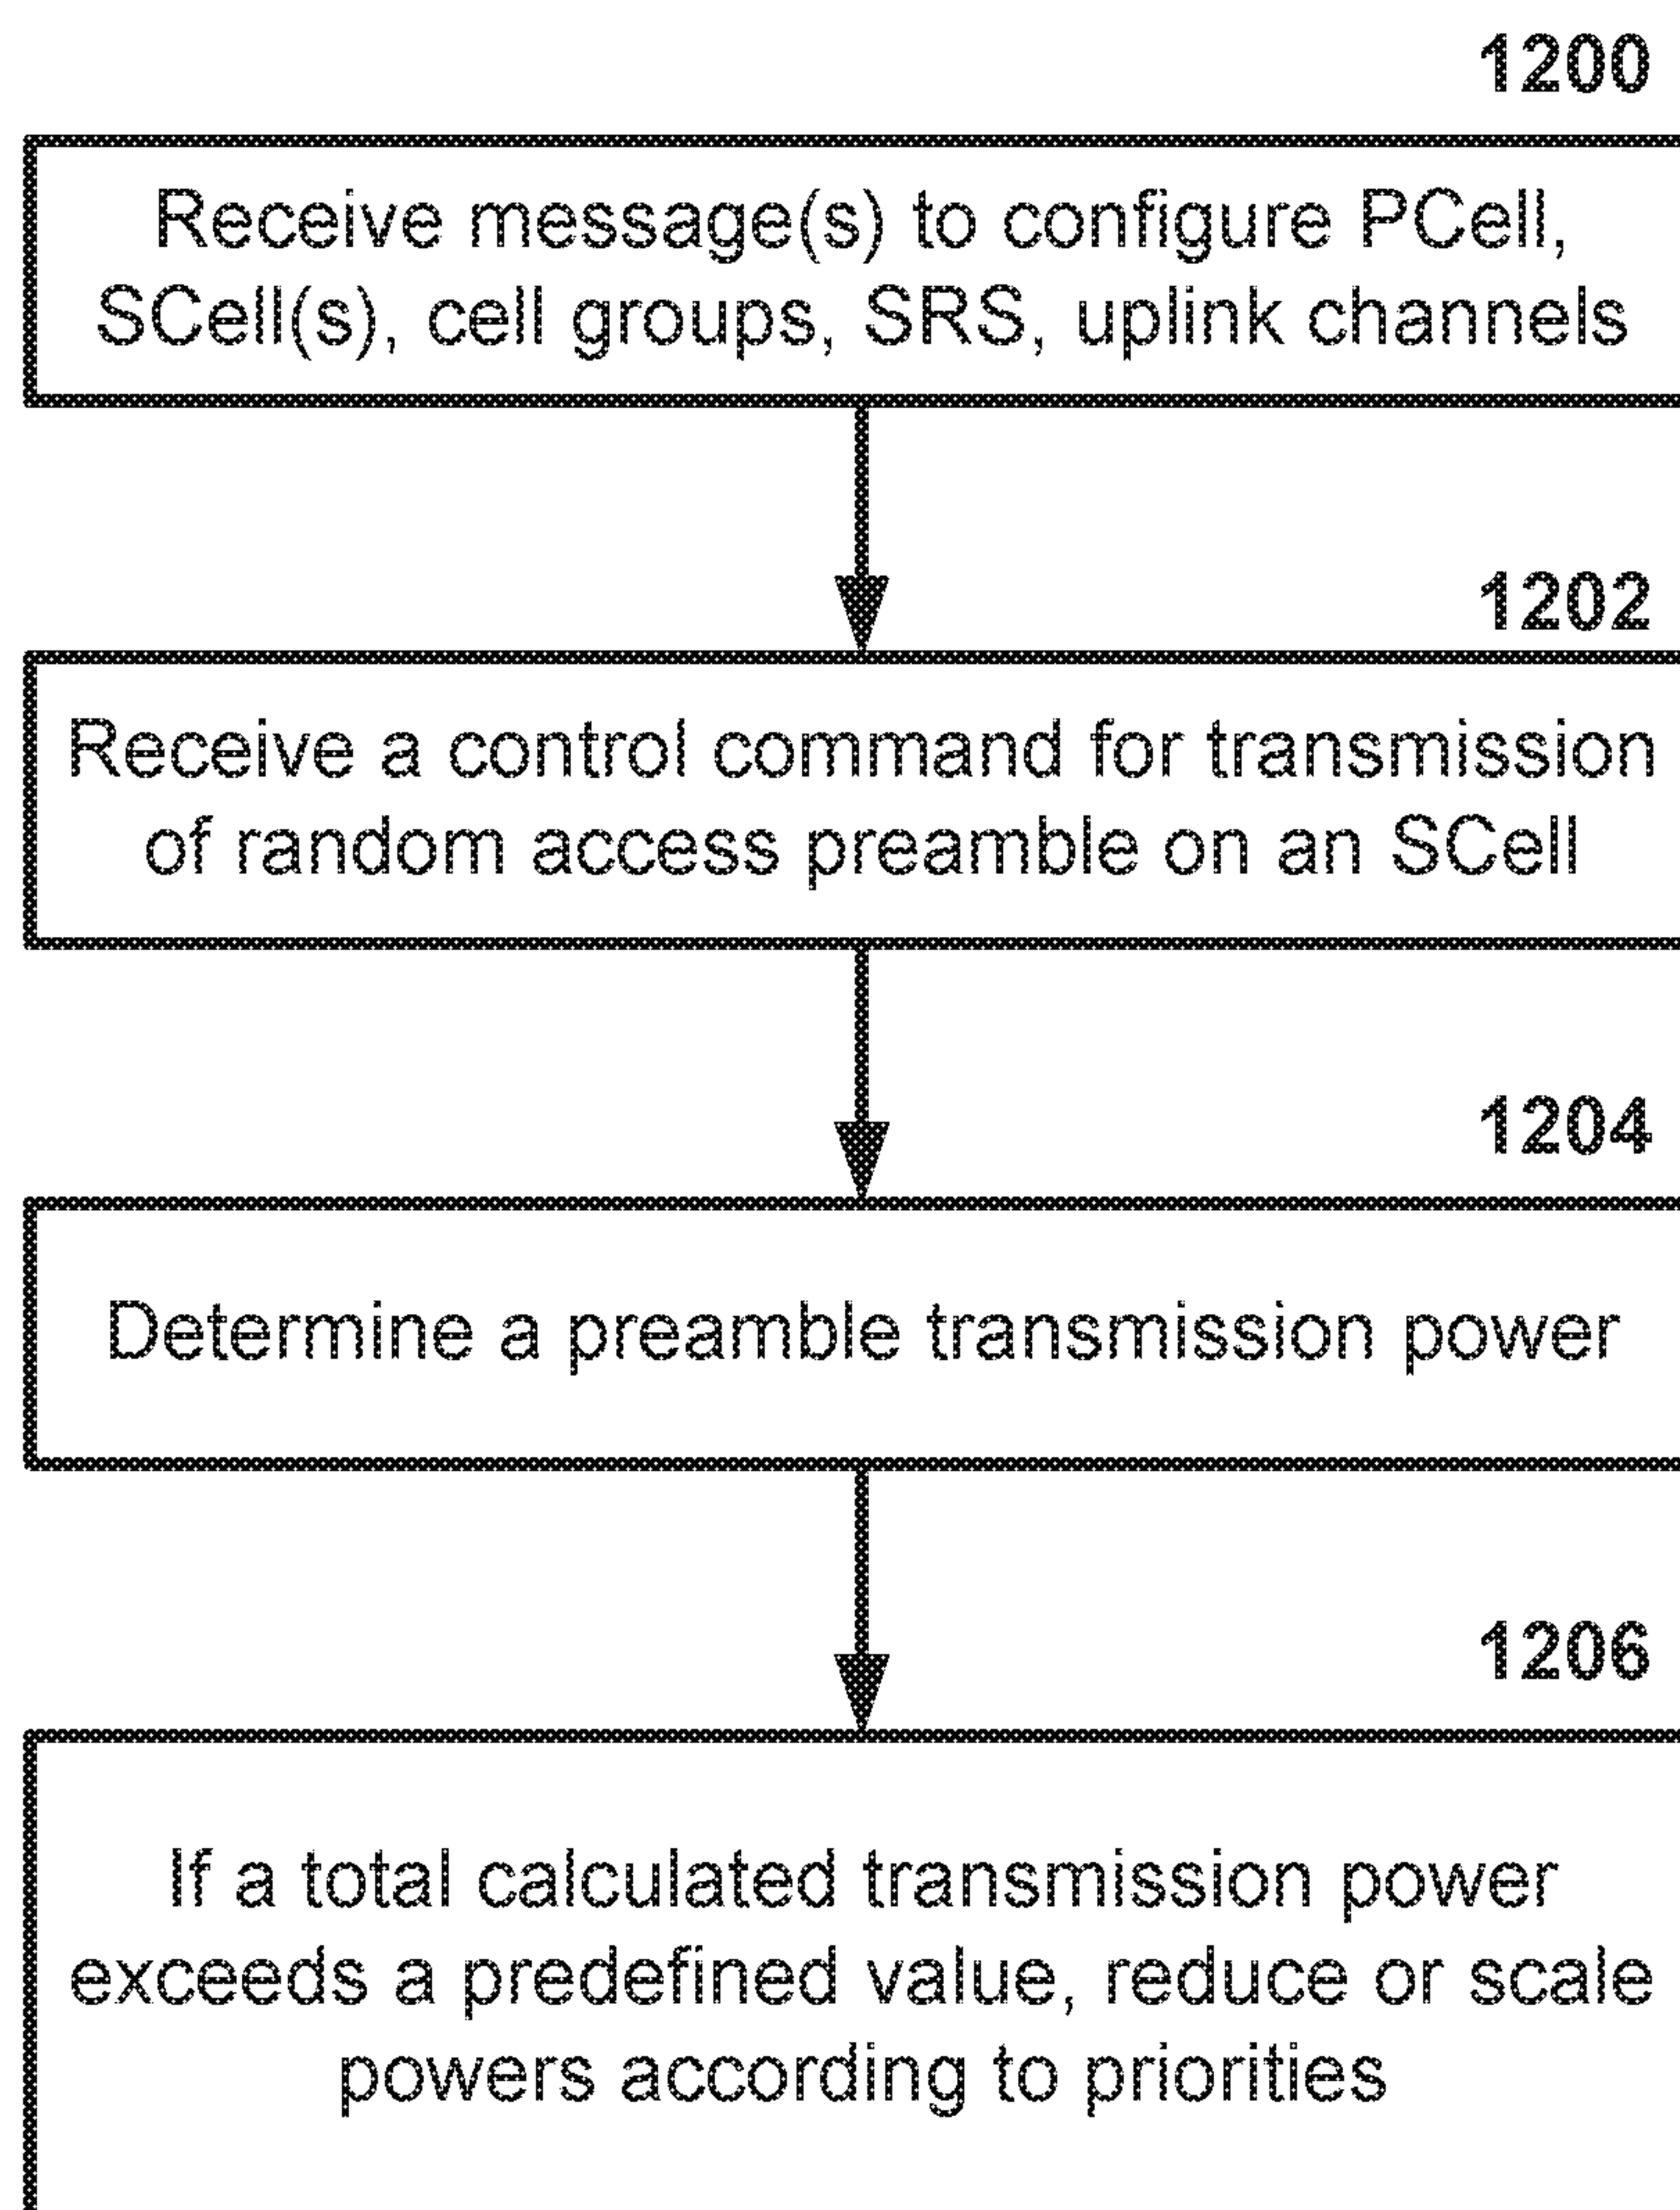 1200
Receive message(s) to configure PCell,
SCell(s), cell groups, SRS, uplink channels
1202
Receive a control command for transmission
of random access preamble on an SCell
1204
Determine a preamble transmission power
1206
If a total calculated transmission power
exceeds a predefined value, reduce or scale
powers according to priorities